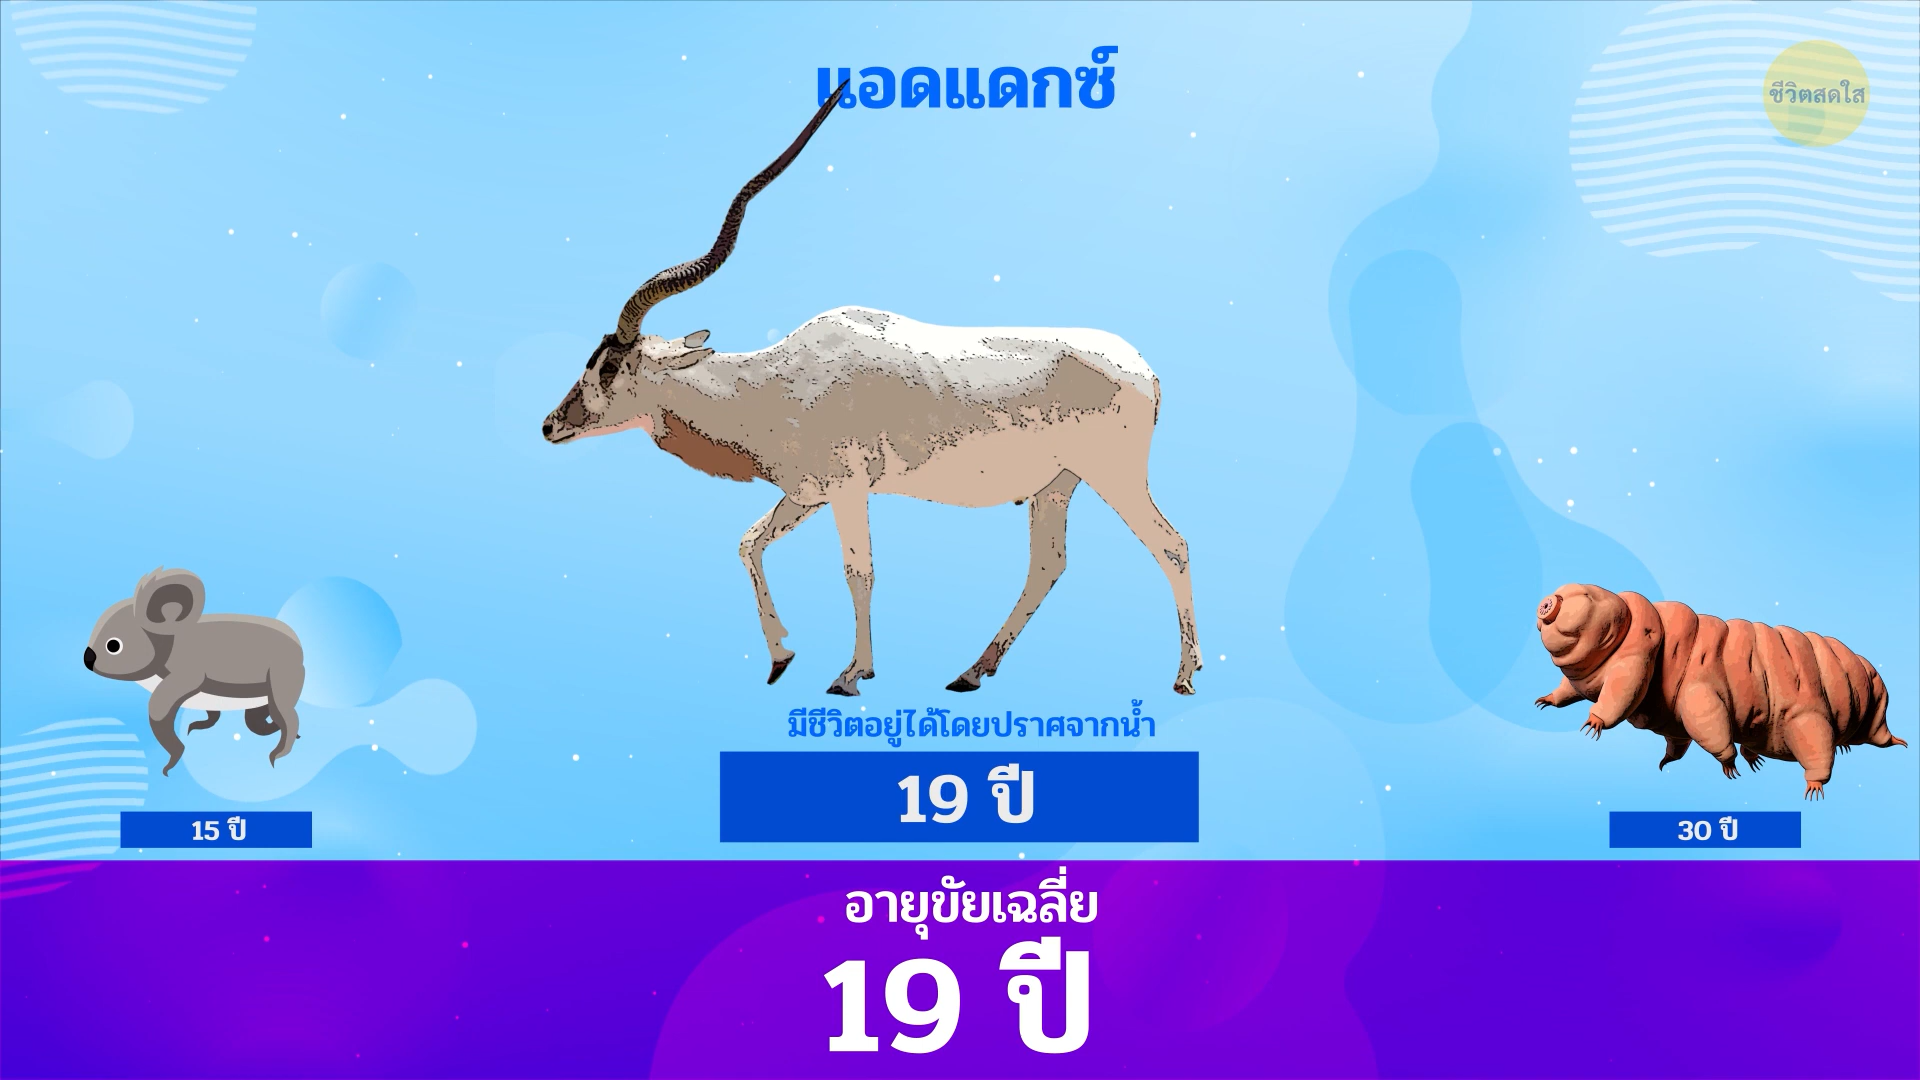 แอดแดกซ์
ชีวิตสดใส
มีชีวิตอยู่ได้โดยปราศจากน้ำ
19 ปี
15 ปี
30 ปี
อายุขัยเฉลี่ย
19 ปี